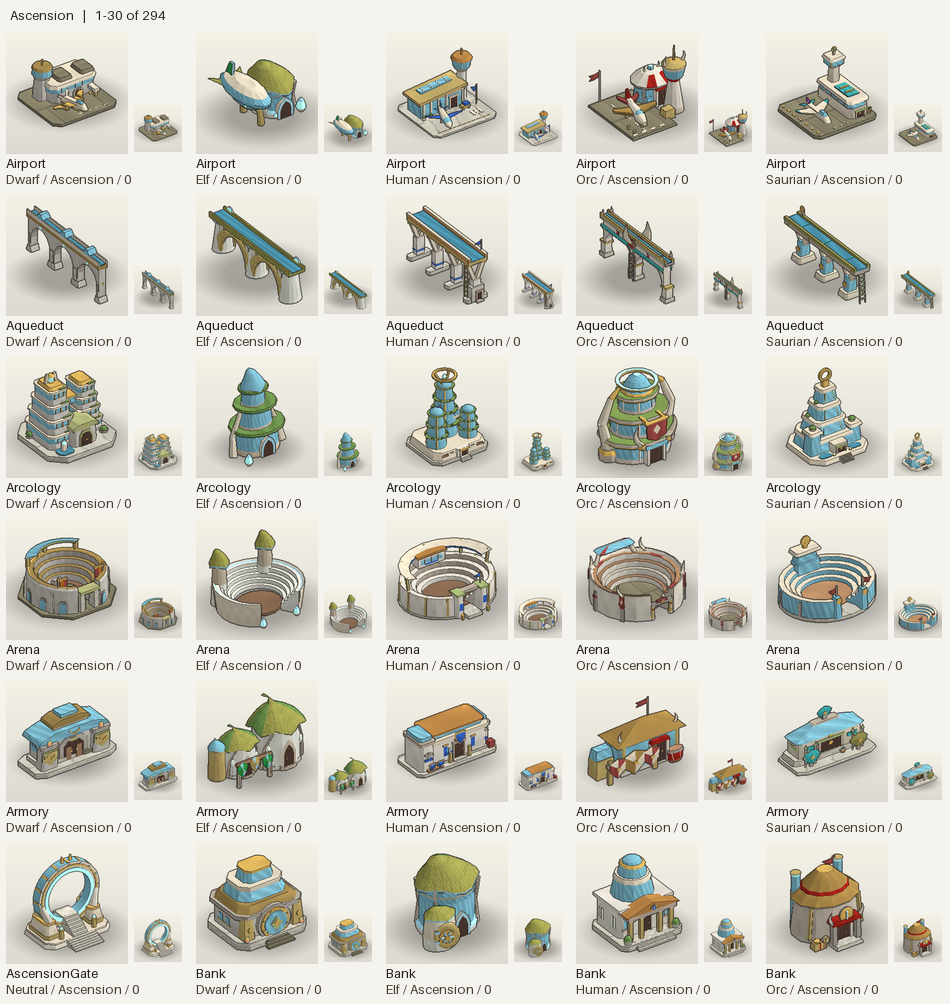 Ascension | 1-30 of 294
Airport
Dwarf / Ascension / 0
Airport
Elf / Ascension / 0
Airport
Human / Ascension / 0
Airport
Orc / Ascension / 0
Airport
Saurian / Ascension / 0
Aqueduct
Dwarf / Ascension / 0
Aqueduct
Elf / Ascension / 0
Aqueduct
Human / Ascension / 0
Aqueduct
Orc / Ascension / 0
Aqueduct
Saurian / Ascension / 0
Arcology
Dwarf / Ascension / 0
Arcology
Elf / Ascension / 0
Arcology
Human / Ascension / 0
Arcology
Orc / Ascension / 0
Arcology
Saurian / Ascension / 0
Arena
Dwarf / Ascension / 0
Arena
Elf / Ascension / 0
Arena
Human / Ascension / 0
Arena
Orc / Ascension / 0
Arena
Saurian / Ascension / 0
Armory
Dwarf / Ascension / 0
Armory
Elf / Ascension / 0
Armory
Human / Ascension / 0
Armory
Orc / Ascension / 0
Armory
Saurian / Ascension / 0
AscensionGate
Neutral / Ascension / 0
Bank
Dwarf / Ascension / 0
Bank
Elf / Ascension / 0
Bank
Human / Ascension / 0
Bank
Orc / Ascension / 0